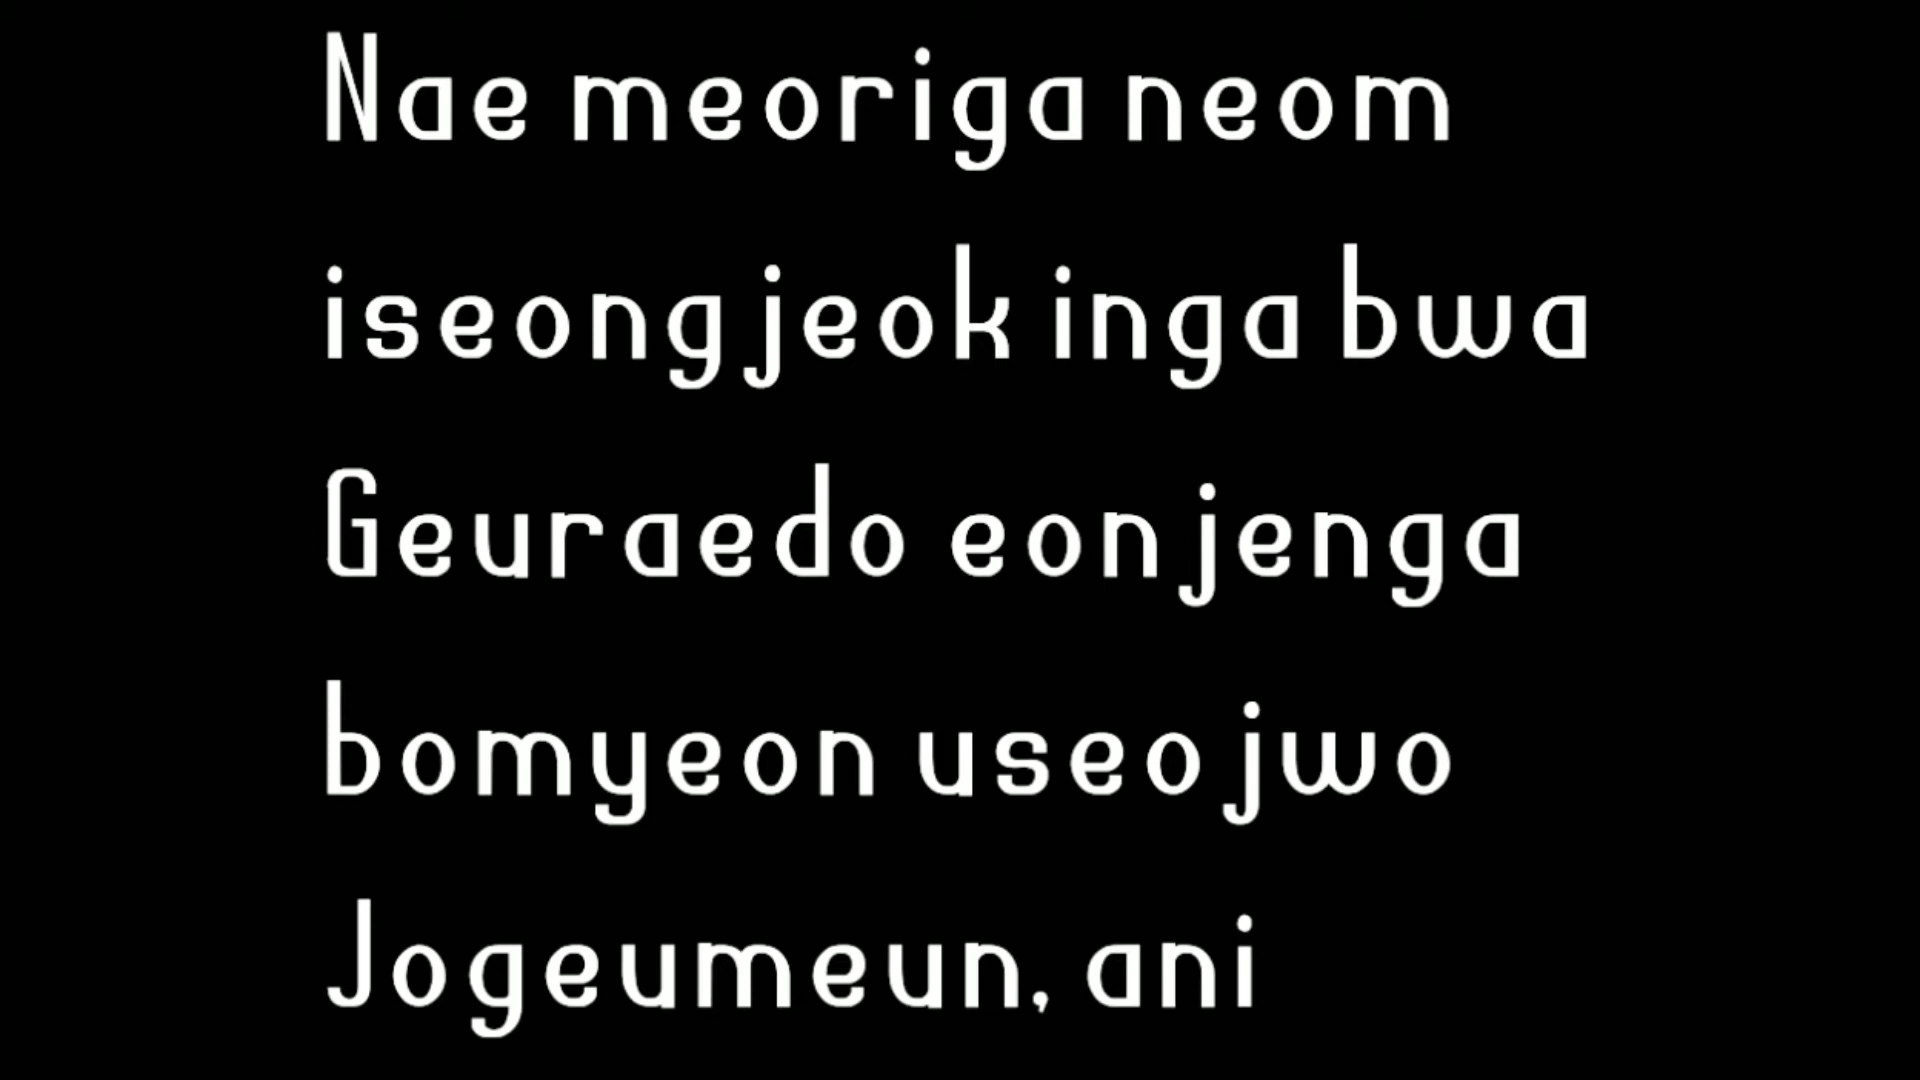 Nae meoriga neom
iseongjeok inga bwa
Geuraedo eonjenga
bomyeon useojwo
Jogeumeun, ani